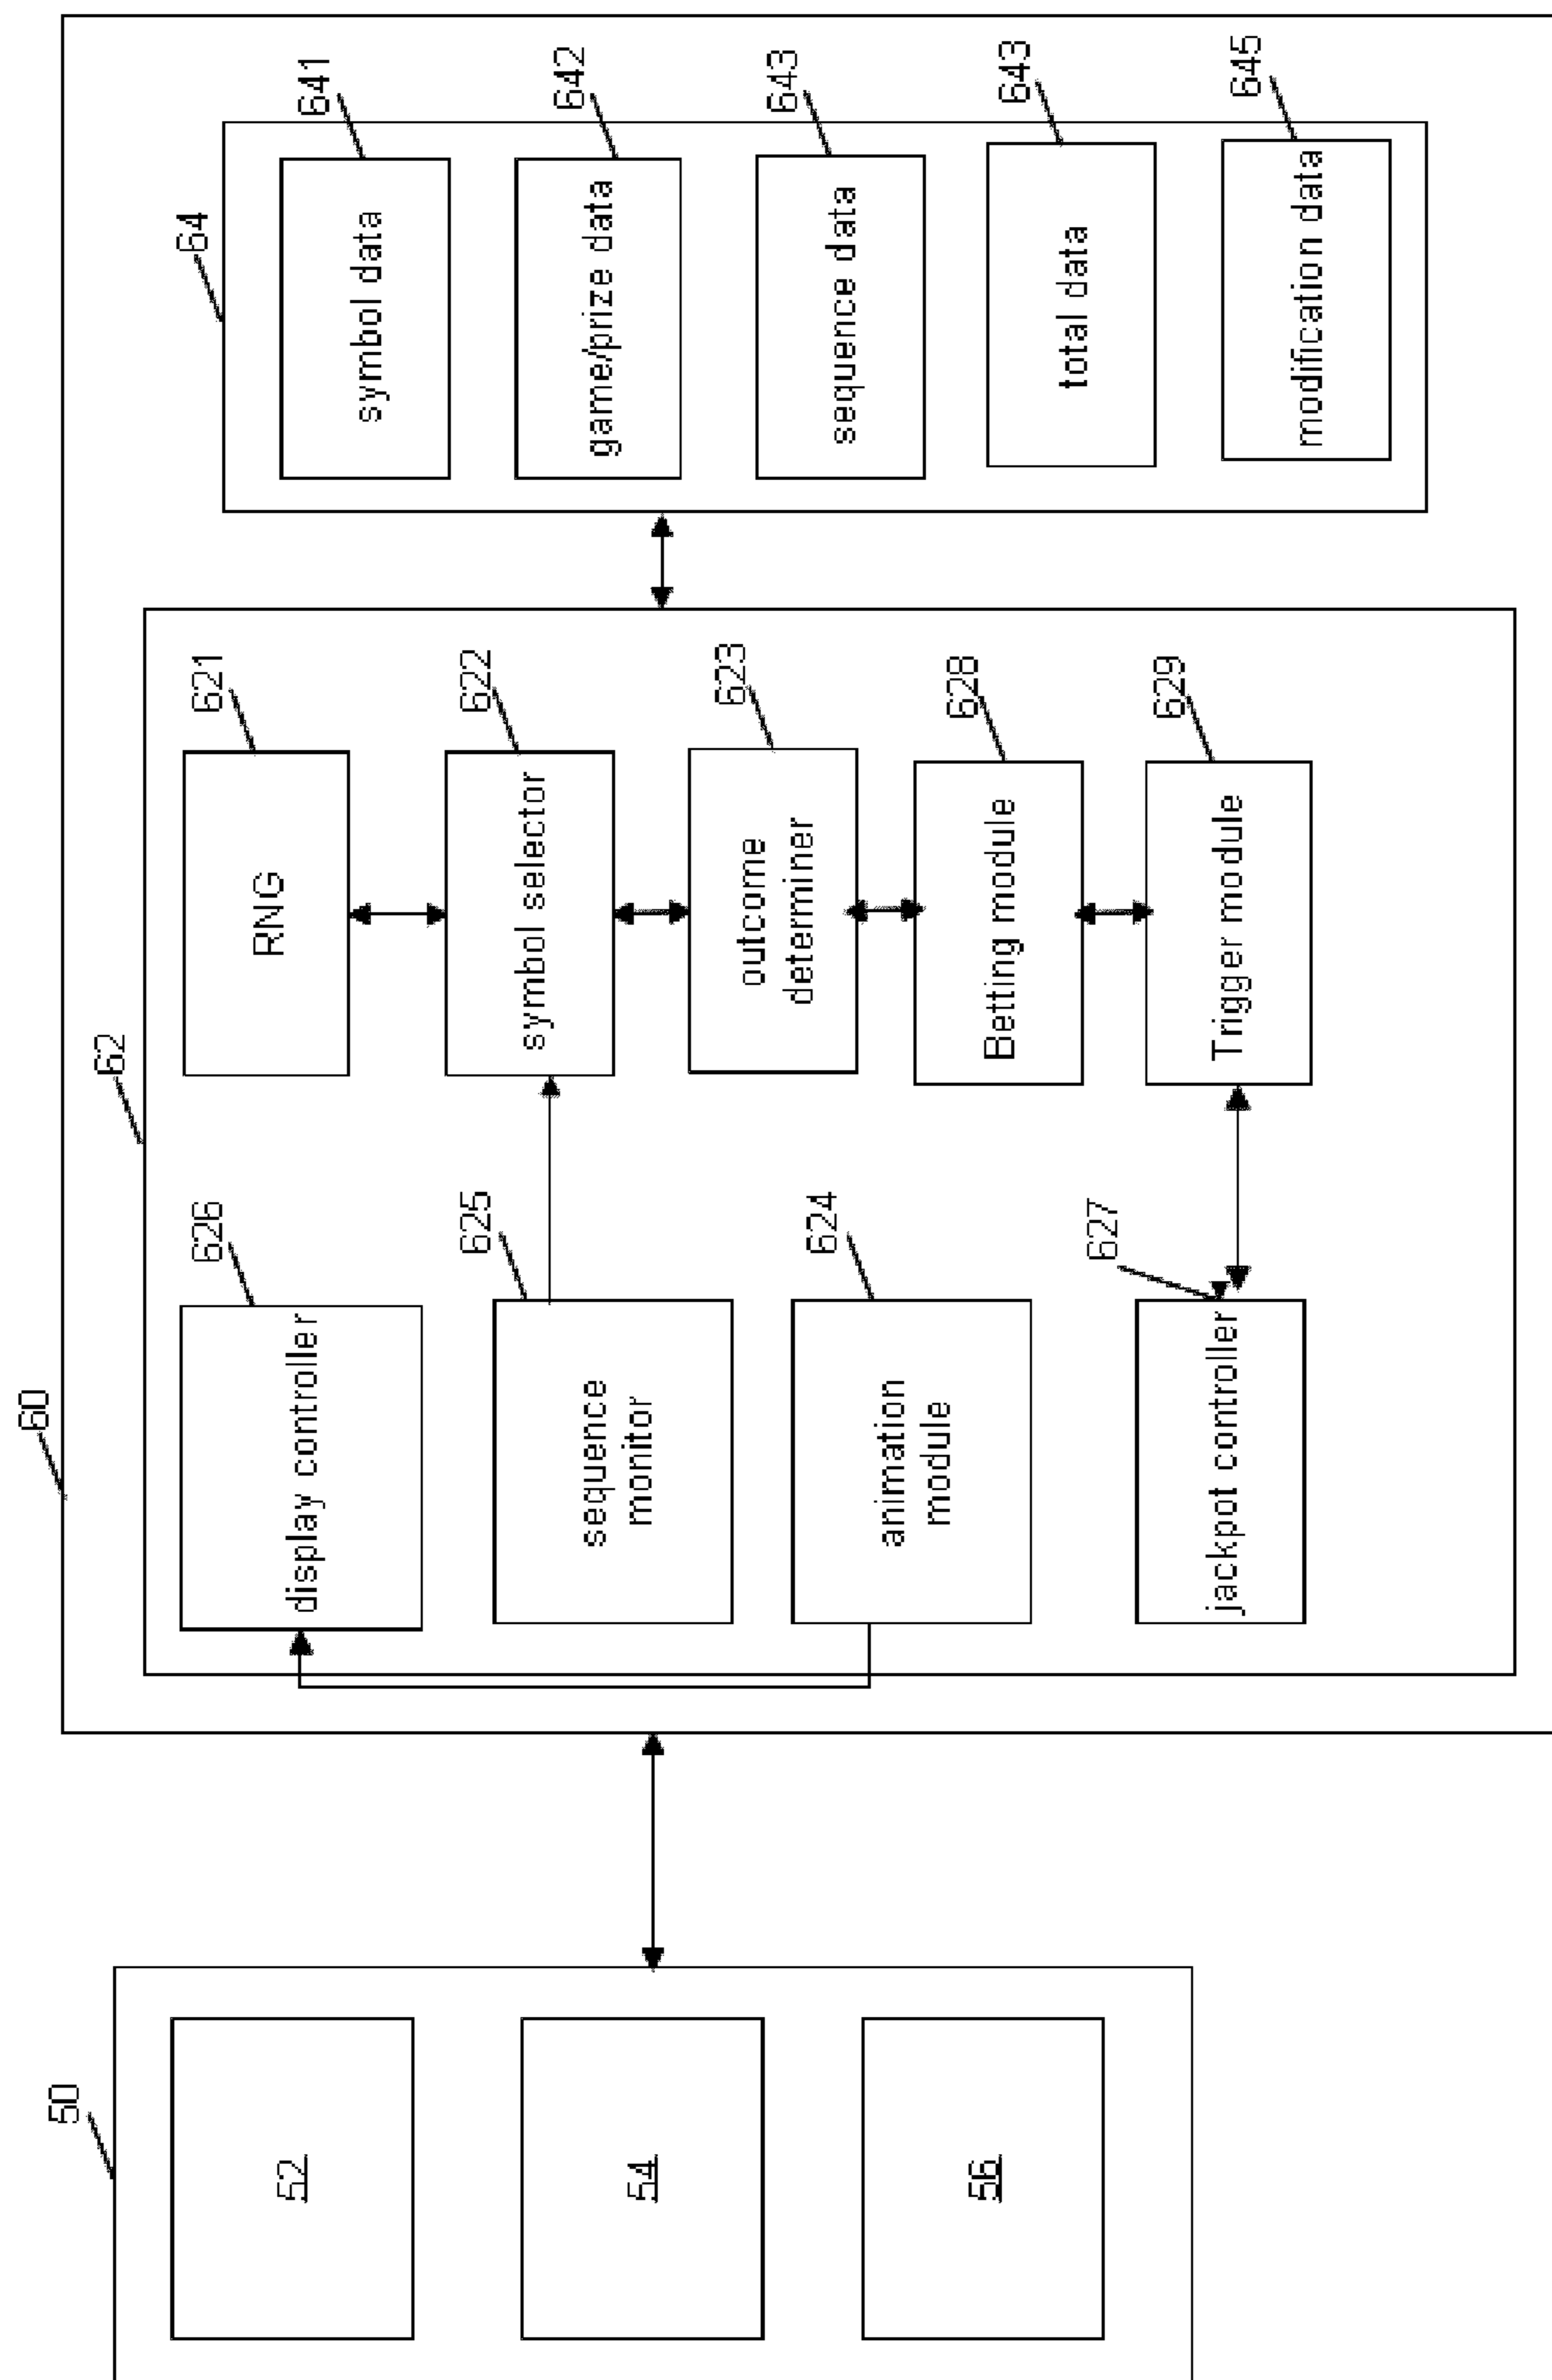 60
50
62
64
626
621
641
52
display controller
RNG
symbol data
625
622
642
54
sequence
monitor
symbol selector
game/prize data
624
623
643
56
animation
module
outcome
determiner
sequence data
628
643
Betting module
total data
627
629
645
jackpot controller
Trigger module
modification data